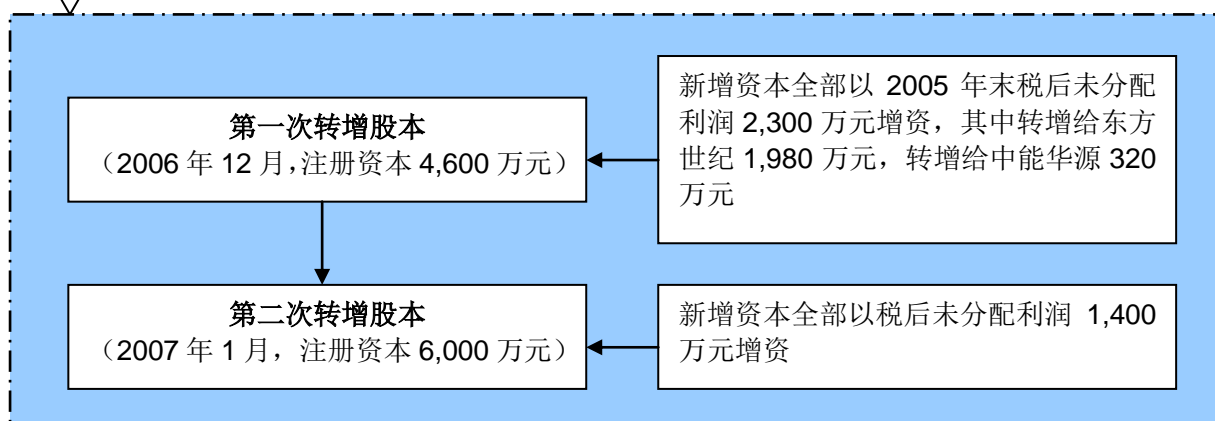 第一次转增股本
（2006 年 12 月,注册资本 4,600 万元）
新增资本全部以 2005 年末税后未分配
利润 2,300 万元增资，其中转增给东方
世纪 1,980 万元，转增给中能华源 320
万元
第二次转增股本
（2007 年 1 月，注册资本 6,000 万元）
新增资本全部以税后未分配利润 1,400
万元增资